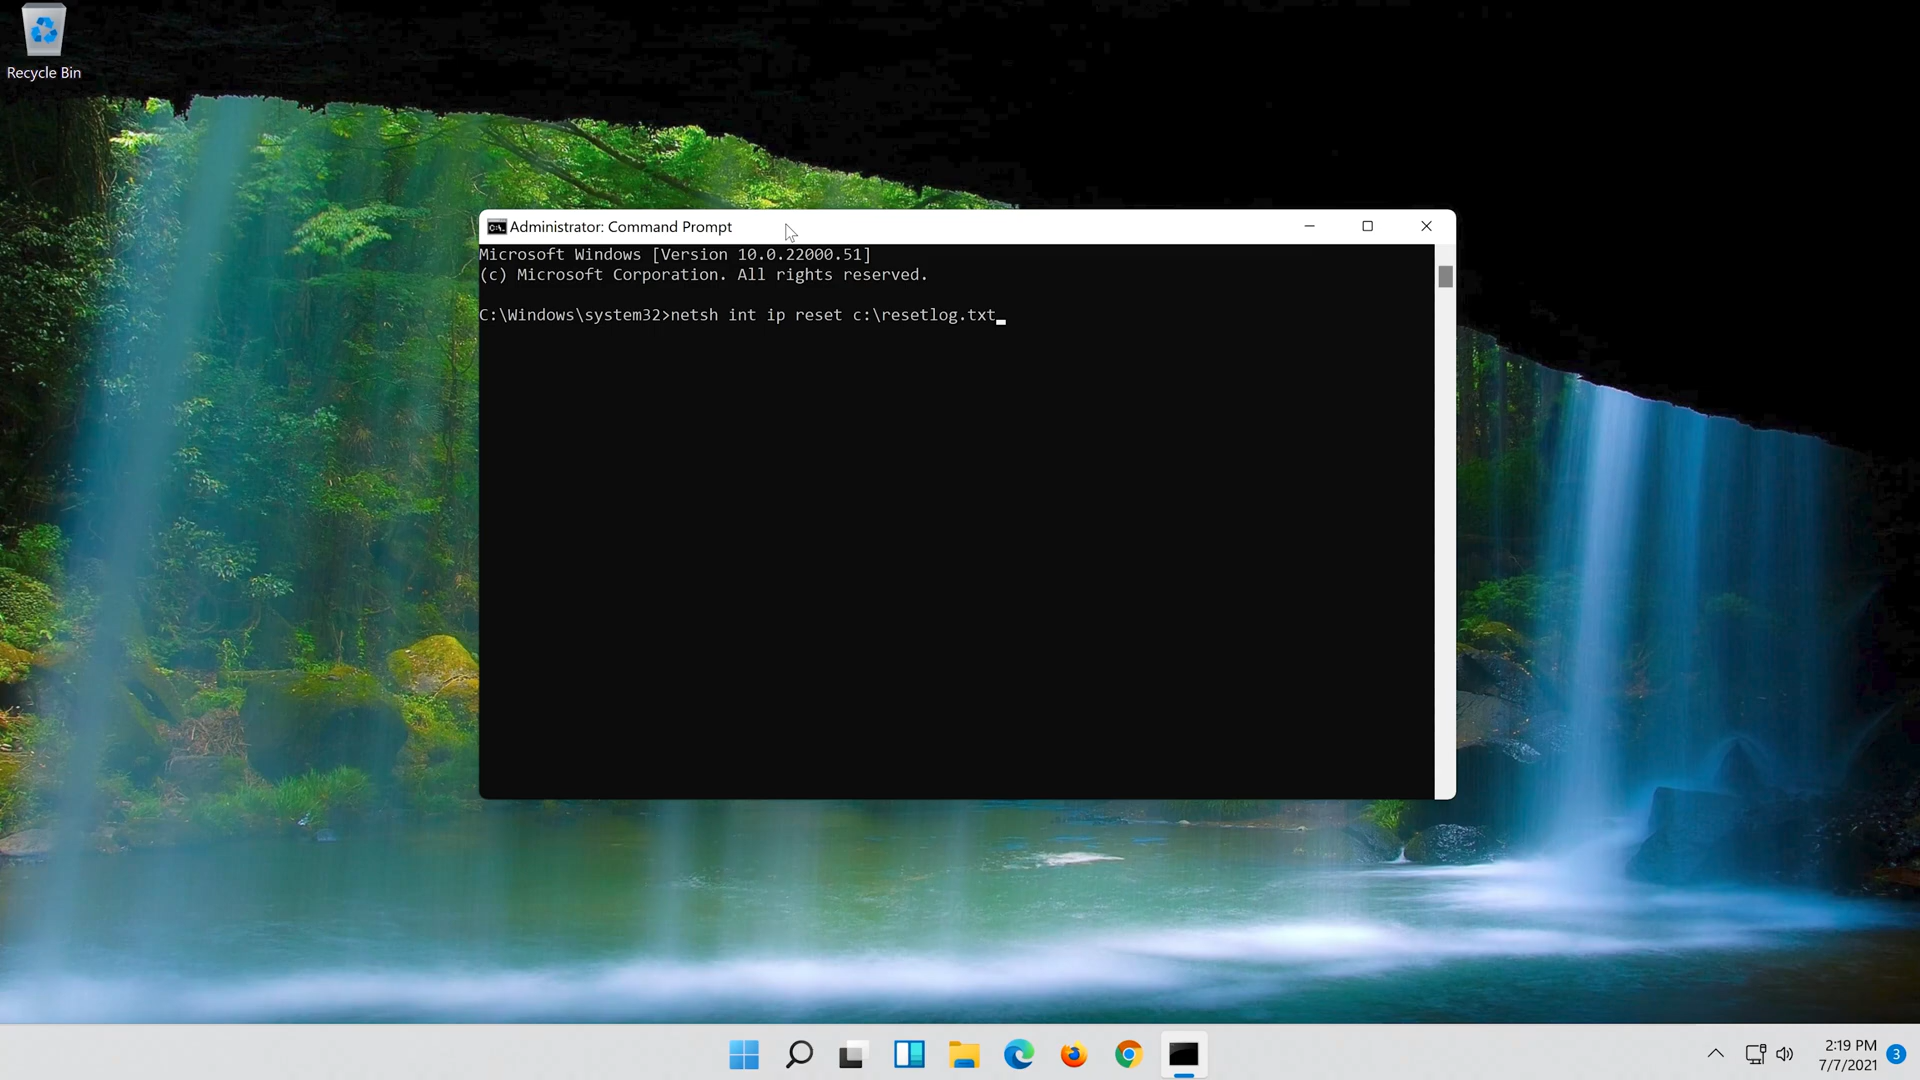 Recycle Bin
Administrator: Command Prompt
Microsoft Windows [Version 10.0.22000.51]
(c) Microsoft Corporation. All rights reserved.
C:\Windows\system32>netsh int ip reset c:\resetlog.txt
2:19 PM
7/7/2021
3